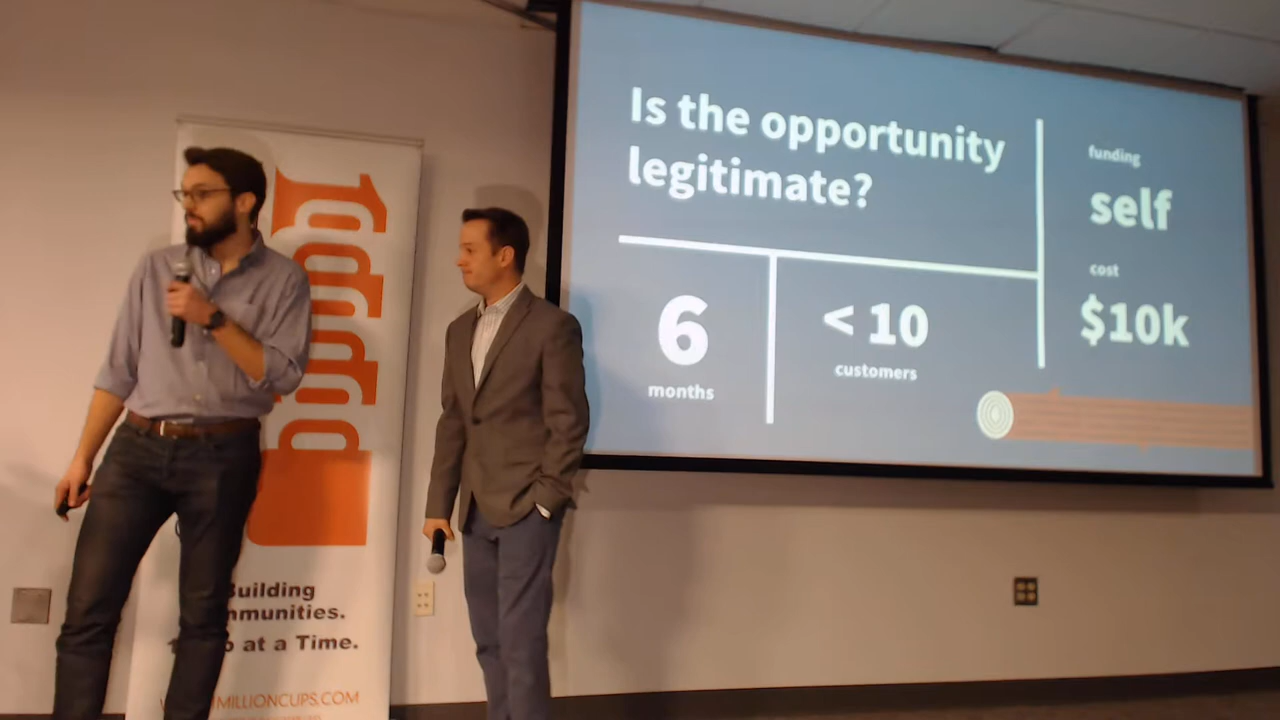 Is the opportunity
legitimate?
6
months
< 10
customers
funding
self
cost
$10k
Building
mmunities.
at a Time.
MILLIONCUPS.COM